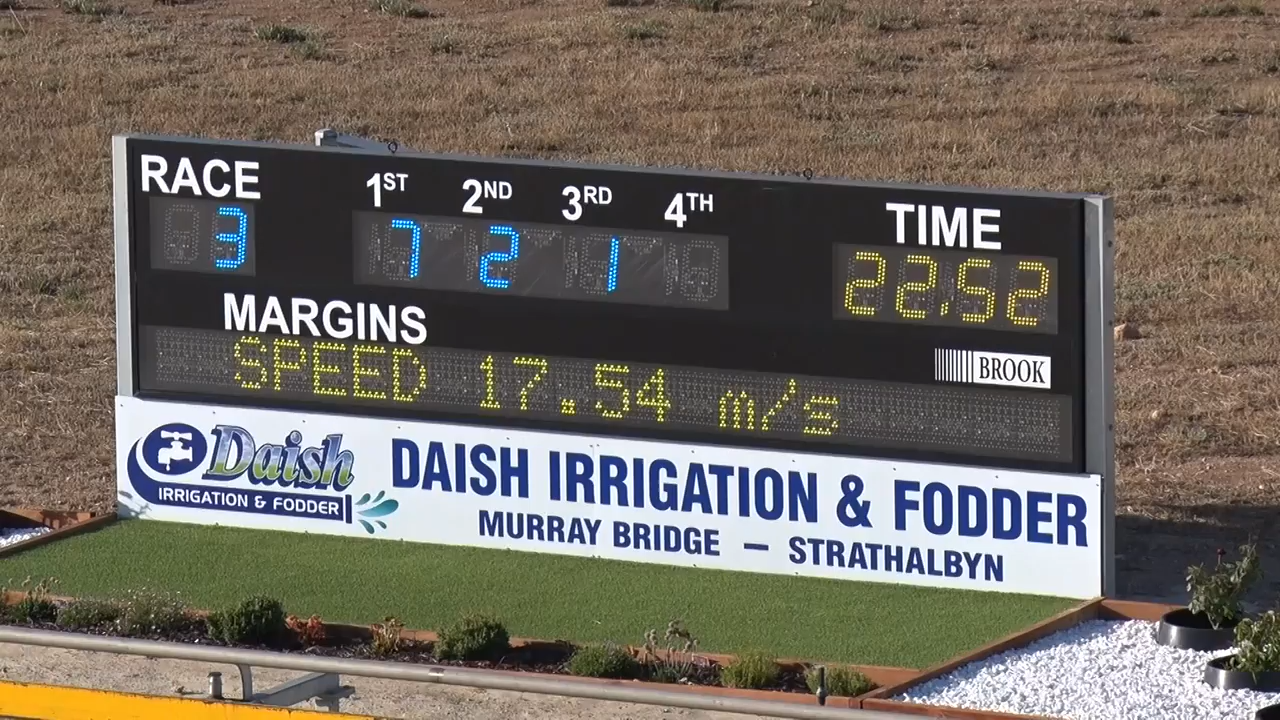 RACE 1ST 2ND 3RD 4TH TIME
3 7 2 1 22.52
MARGINS
BROOK
SPEED 17.54 m/s
Daish
IRRIGATION & FODDER
DAISH IRRIGATION & FODDER
MURRAY BRIDGE — STRATHALBYN